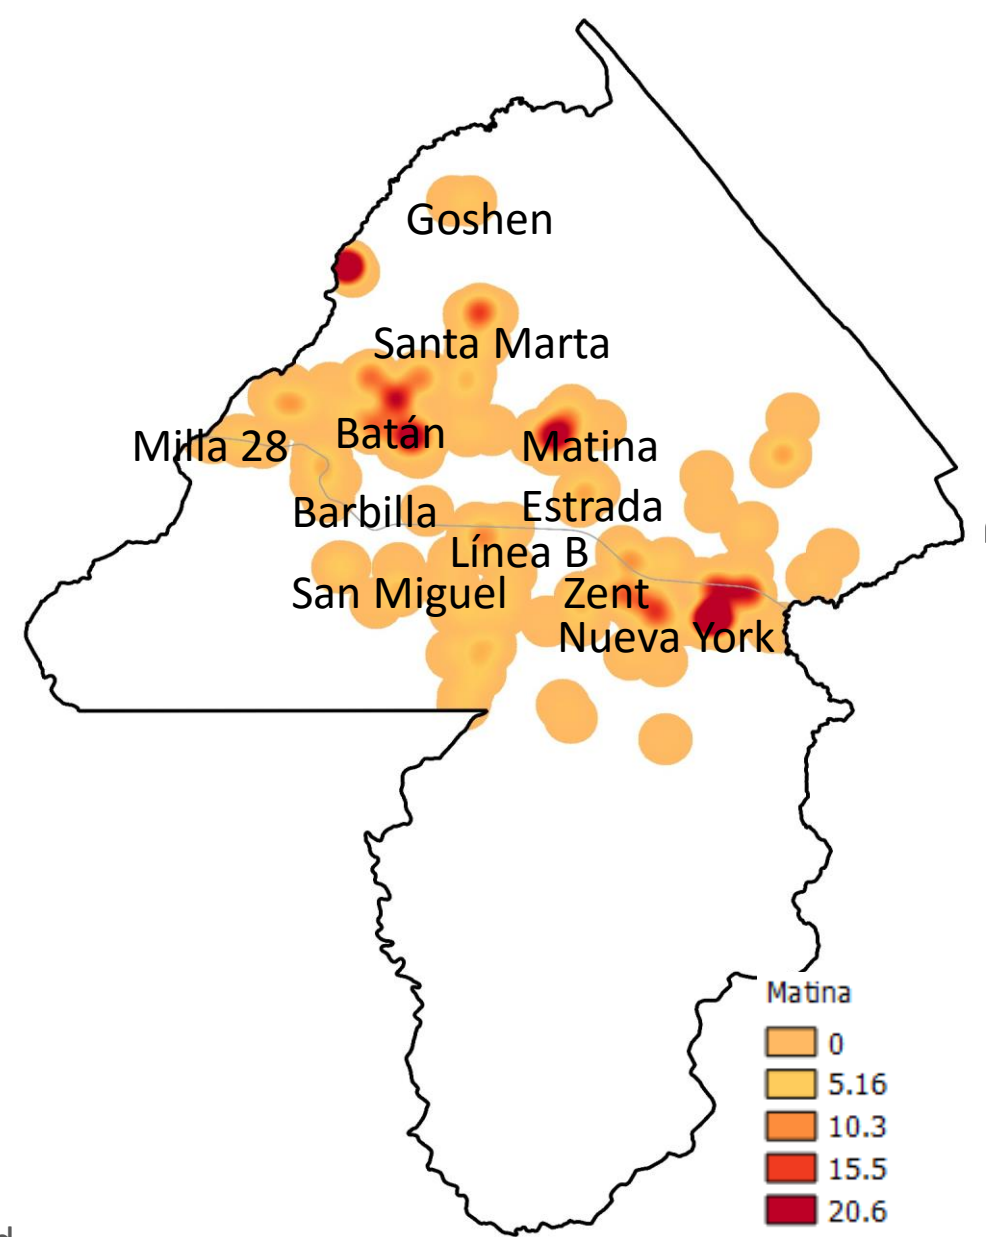 Goshen
Santa Marta
Milla 28
Batán
Matina
Barbilla
Estrada
Línea B
San Miguel
Zent
Nueva York
Matina
0
5.16
10.3
15.5
20.6